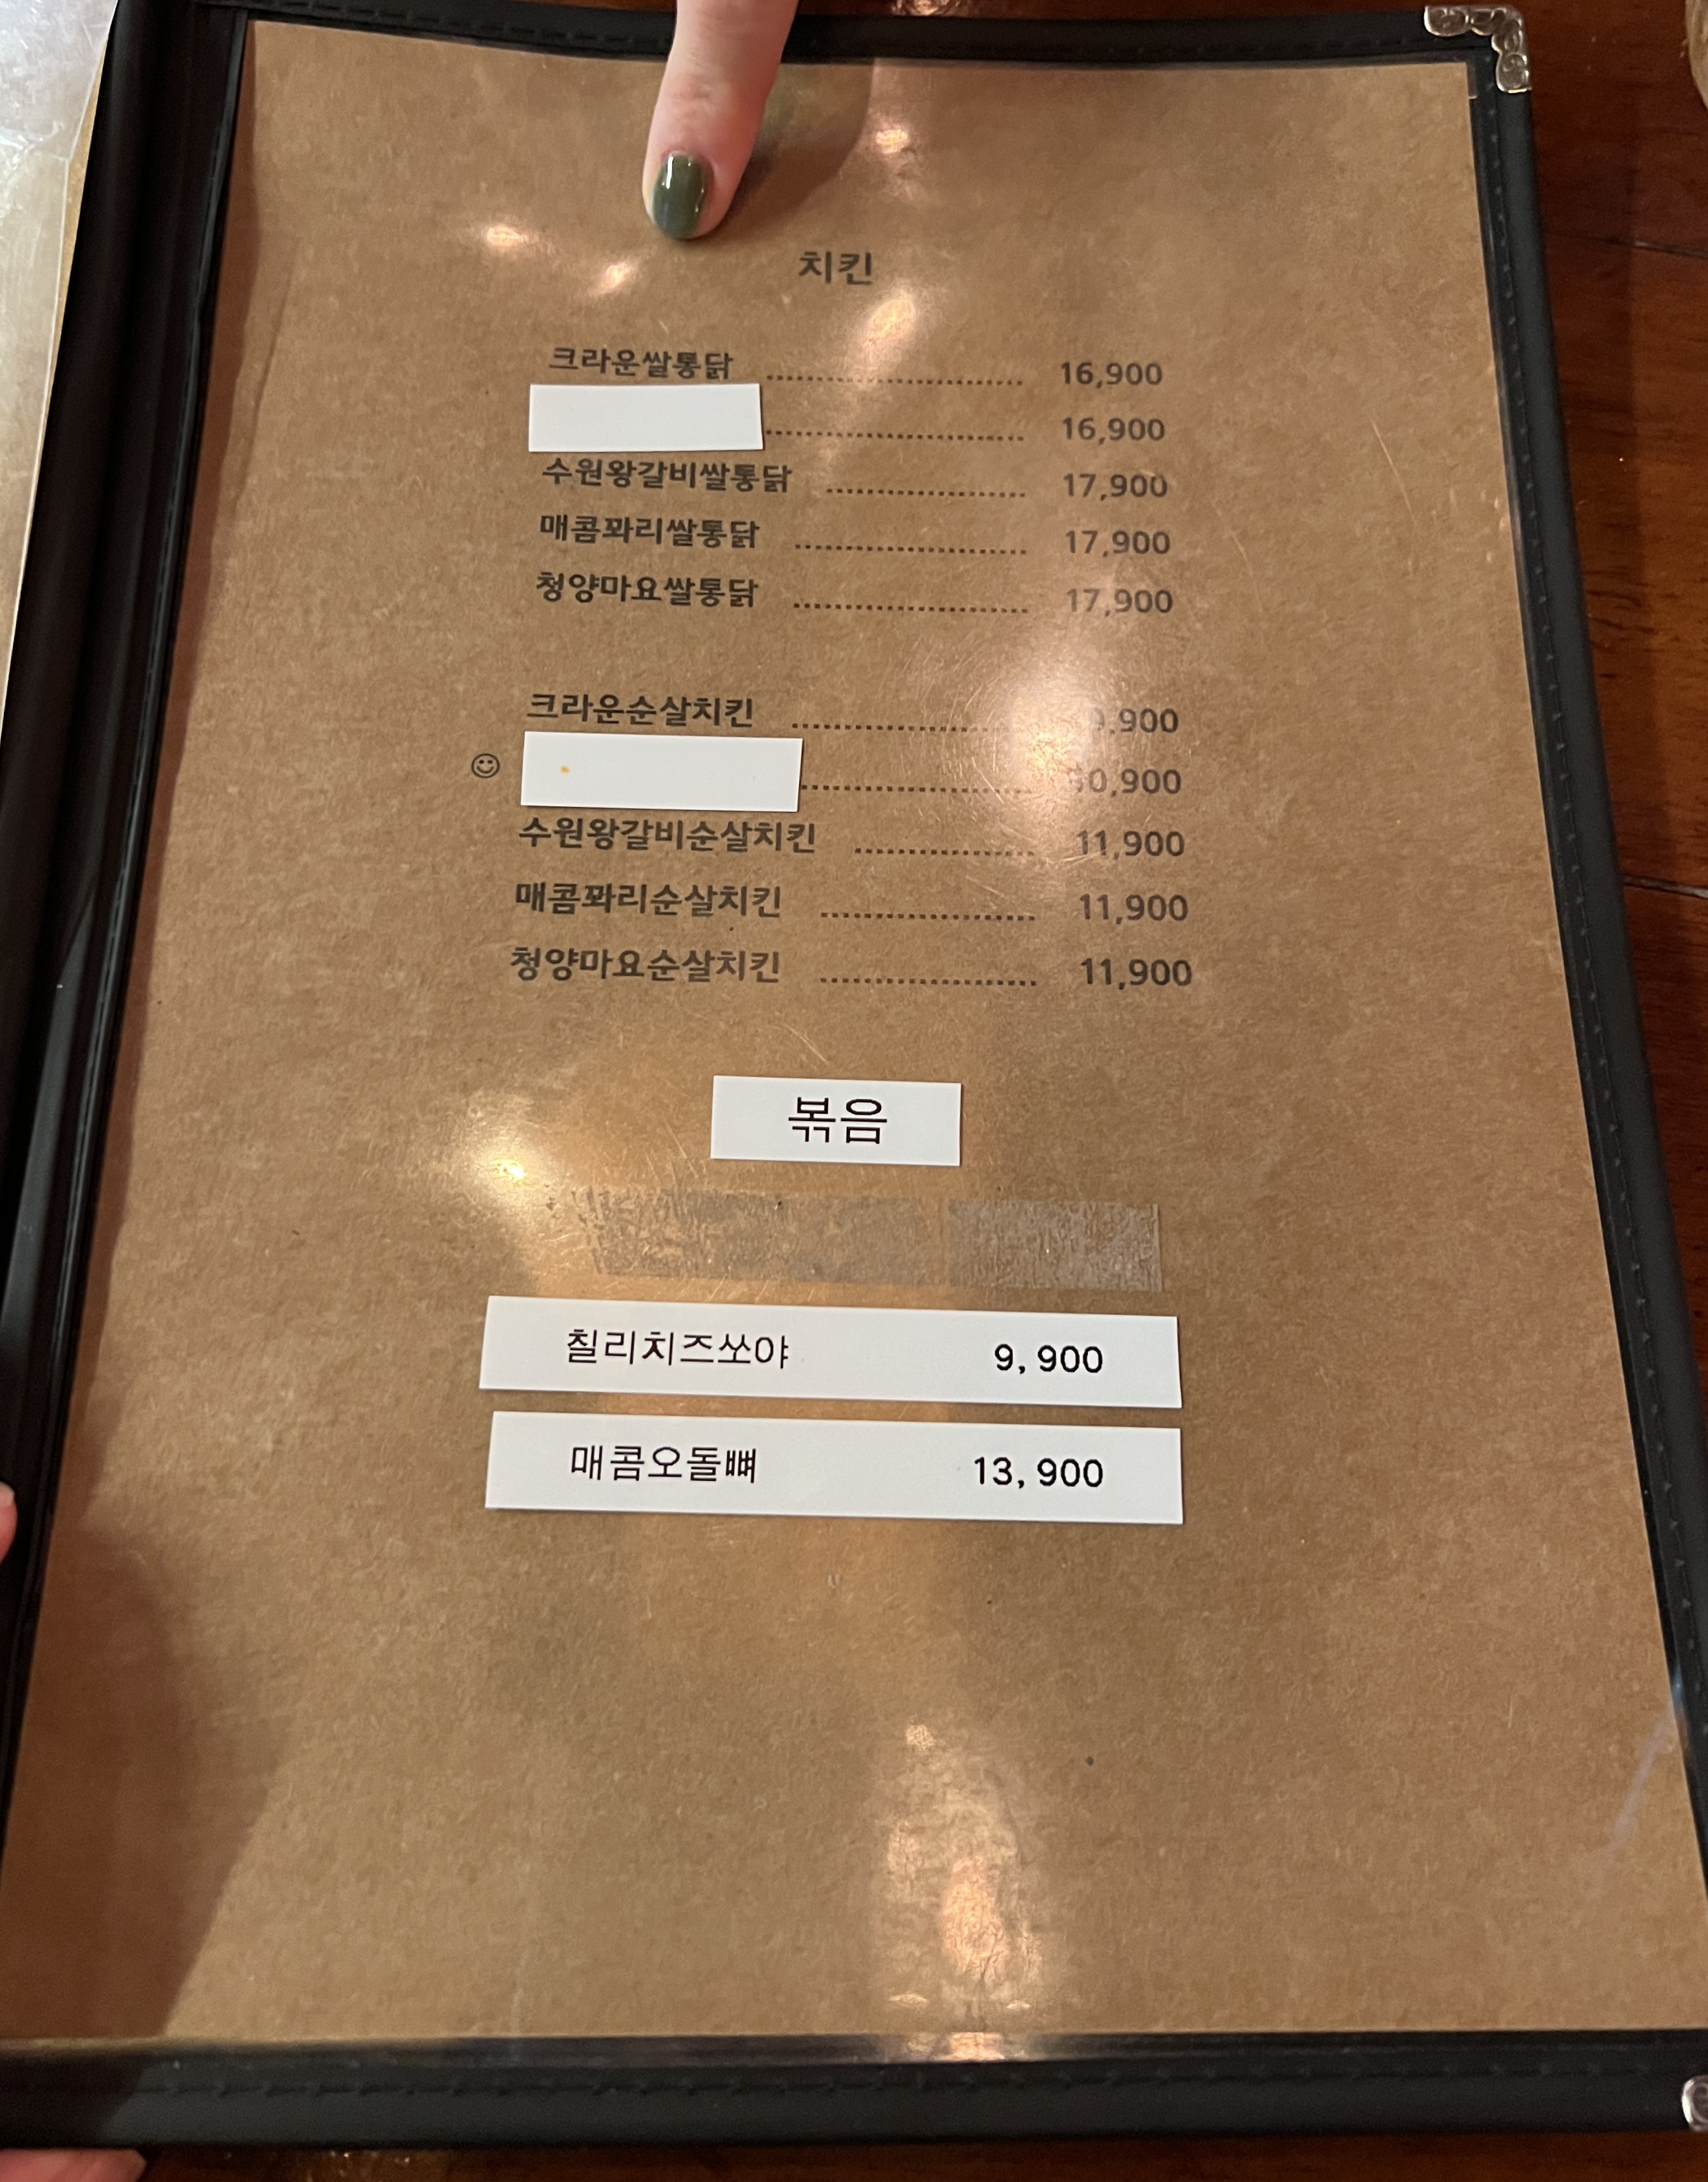 치킨
크라운쌀통닭 ........................ 16,900
........................ 16,900
수원왕갈비쌀통닭 ................... 17,900
매콤꽈리쌀통닭 ...................... 17,900
청양마요쌀통닭 ...................... 17,900
크라운순살치킨 ...................... ,900
☺ ...................... 0,900
수원왕갈비순살치킨 ................. 11,900
매콤꽈리순살치킨 .................... 11,900
청양마요순살치킨 .................... 11,900
볶음
칠리치즈쏘야 9,900
매콤오돌뼈 13,900